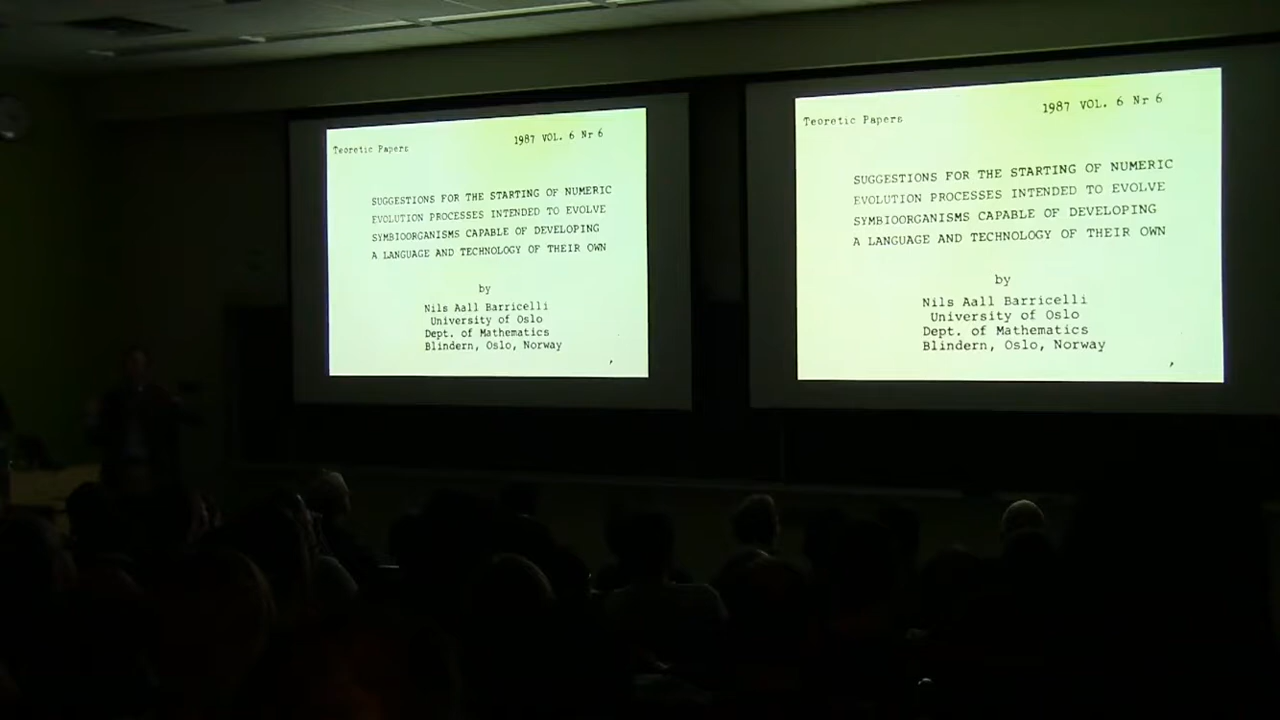 Teoretic Papers
1987 VOL. 6 Nr 6
SUGGESTIONS FOR THE STARTING OF NUMERIC
EVOLUTION PROCESSES INTENDED TO EVOLVE
SYMBIOORGANISMS CAPABLE OF DEVELOPING
A LANGUAGE AND TECHNOLOGY OF THEIR OWN
by
Nils Aall Barricelli
University of Oslo
Dept. of Mathematics
Blindern, Oslo, Norway
Teoretic Papers
1987 VOL. 6 Nr 6
SUGGESTIONS FOR THE STARTING OF NUMERIC
EVOLUTION PROCESSES INTENDED TO EVOLVE
SYMBIOORGANISMS CAPABLE OF DEVELOPING
A LANGUAGE AND TECHNOLOGY OF THEIR OWN
by
Nils Aall Barricelli
University of Oslo
Dept. of Mathematics
Blindern, Oslo, Norway